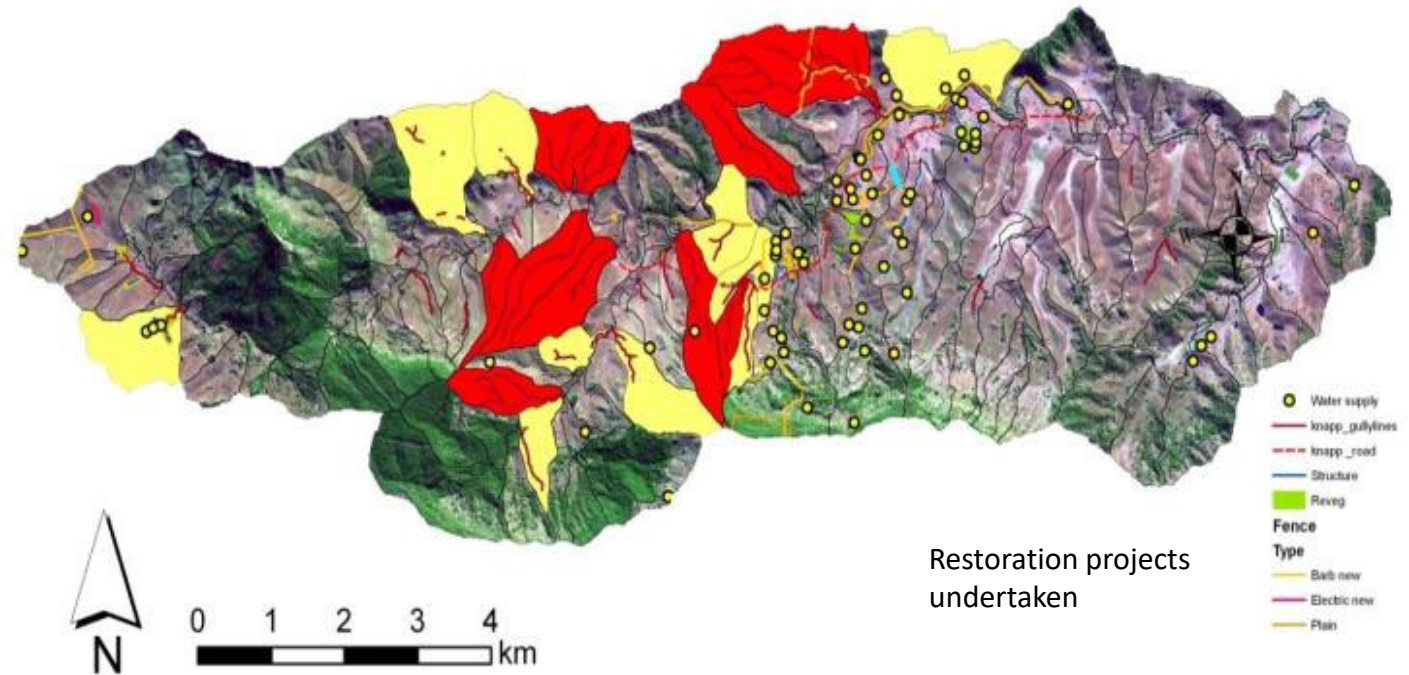 Water supply
knapp_gullylines
knapp _road
Structure
Reveg
Fence
Type
Barb new
Electric new
Plain
Restoration projects
undertaken
N
0 1 2 3 4
km